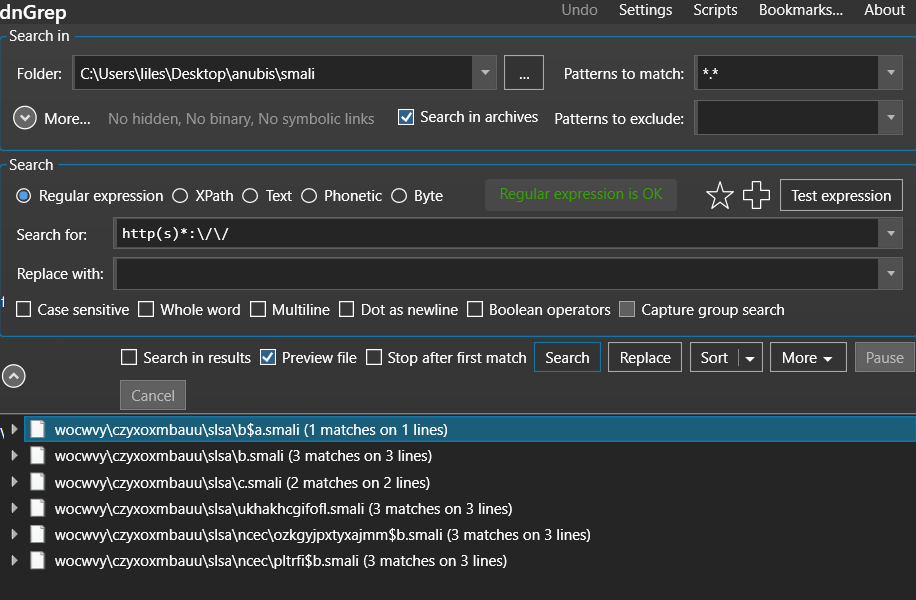 dnGrep Undo Settings Scripts Bookmarks... About
Search in
Folder: C:\Users\liles\Desktop\anubis\smali ... Patterns to match: *.*
More... No hidden, No binary, No symbolic links Search in archives Patterns to exclude:
Search
Regular expression XPath Text Phonetic Byte Regular expression is OK Test expression
Search for: http(s)*:\/\/
Replace with:
Case sensitive Whole word Multiline Dot as newline Boolean operators Capture group search
Search in results Preview file Stop after first match Search Replace Sort More Pause
Cancel
wocwvy\czyxoxmbauu\slsa\b$a.smali (1 matches on 1 lines)
wocwvy\czyxoxmbauu\slsa\b.smali (3 matches on 3 lines)
wocwvy\czyxoxmbauu\slsa\c.smali (2 matches on 2 lines)
wocwvy\czyxoxmbauu\slsa\ukhakhcgifofl.smali (3 matches on 3 lines)
wocwvy\czyxoxmbauu\slsa\ncec\ozkgyjpxtyxajmm$b.smali (3 matches on 3 lines)
wocwvy\czyxoxmbauu\slsa\ncec\pltrfi$b.smali (3 matches on 3 lines)